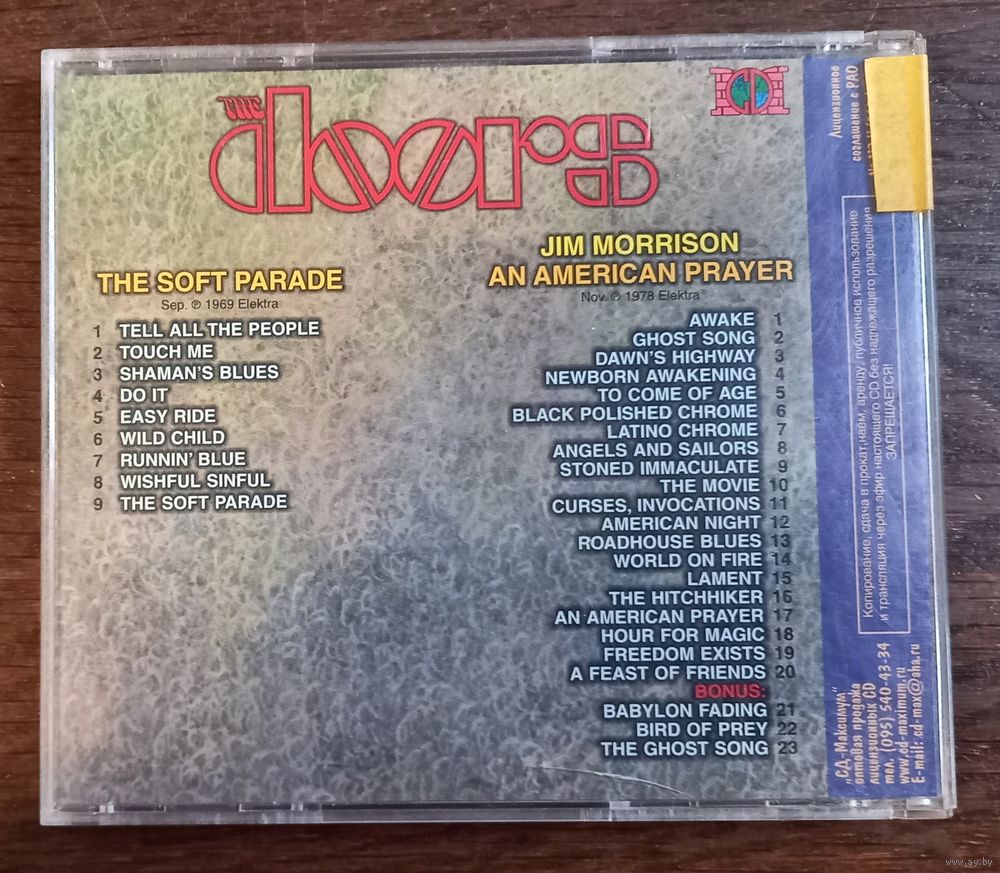 THE
doors
CD
THE SOFT PARADE
Sep. ℗ 1969 Elektra
1 TELL ALL THE PEOPLE
2 TOUCH ME
3 SHAMAN'S BLUES
4 DO IT
5 EASY RIDE
6 WILD CHILD
7 RUNNIN' BLUE
8 WISHFUL SINFUL
9 THE SOFT PARADE
JIM MORRISON
AN AMERICAN PRAYER
Nov. ℗ 1978 Elektra
AWAKE 1
GHOST SONG 2
DAWN'S HIGHWAY 3
NEWBORN AWAKENING 4
TO COME OF AGE 5
BLACK POLISHED CHROME 6
LATINO CHROME 7
ANGELS AND SAILORS 8
STONED IMMACULATE 9
THE MOVIE 10
CURSES, INVOCATIONS 11
AMERICAN NIGHT 12
ROADHOUSE BLUES 13
WORLD ON FIRE 14
LAMENT 15
THE HITCHHIKER 16
AN AMERICAN PRAYER 17
HOUR FOR MAGIC 18
FREEDOM EXISTS 19
A FEAST OF FRIENDS 20
BONUS:
BABYLON FADING 21
BIRD OF PREY 22
THE GHOST SONG 23
Лицензионное
соглашение с РАО
Копирование, сдача в прокат, наём, аренду, публичное использование
и трансляция через эфир настоящего CD без надлежащего разрешения
ЗАПРЕЩАЕТСЯ!
"СД-Максимум"
оптовая продажа
лицензионных CD
тел. (095) 540-43-34
www.cd-maximum.ru
E-mail: cd-max@aha.ru
www.ay.by